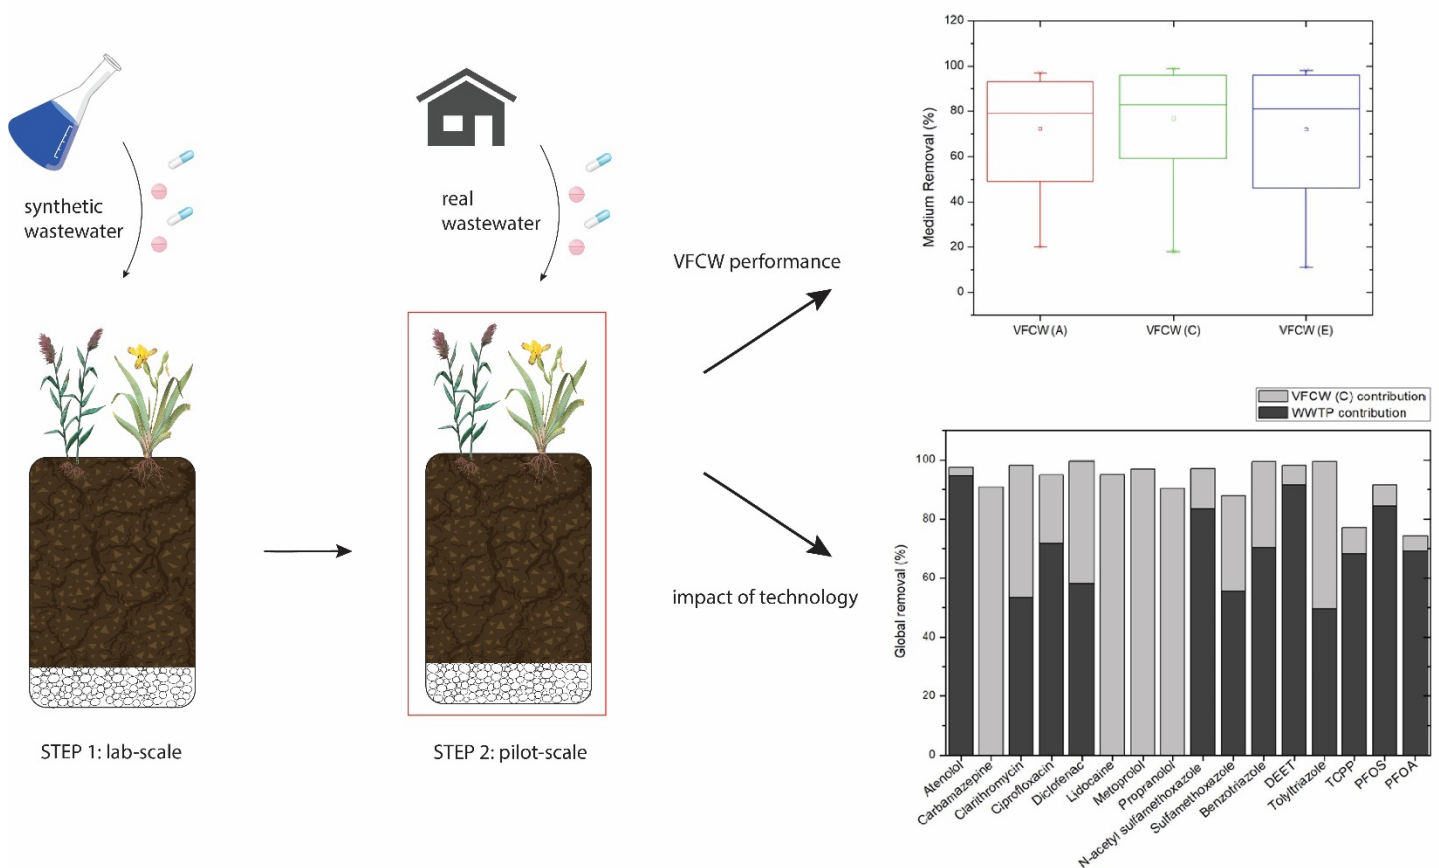 synthetic
wastewater
STEP 1: lab-scale
real
wastewater
STEP 2: pilot-scale
VFCW performance
impact of technology
Medium Removal (%)
120
100
80
60
40
20
0
VFCW (A)
VFCW (C)
VFCW (E)
VFCW (C) contribution
WWTP contribution
Global removal (%)
100
80
60
40
20
0
Atenolol
Carbamazepine
Clarithromycin
Ciprofloxacin
Diclofenac
Lidocaine
Metoprolol
Propranolol
N-acetyl sulfamethoxazole
Sulfamethoxazole
Benzotriazole
DEET
Tolyltriazole
TCPP
PFOS
PFOA